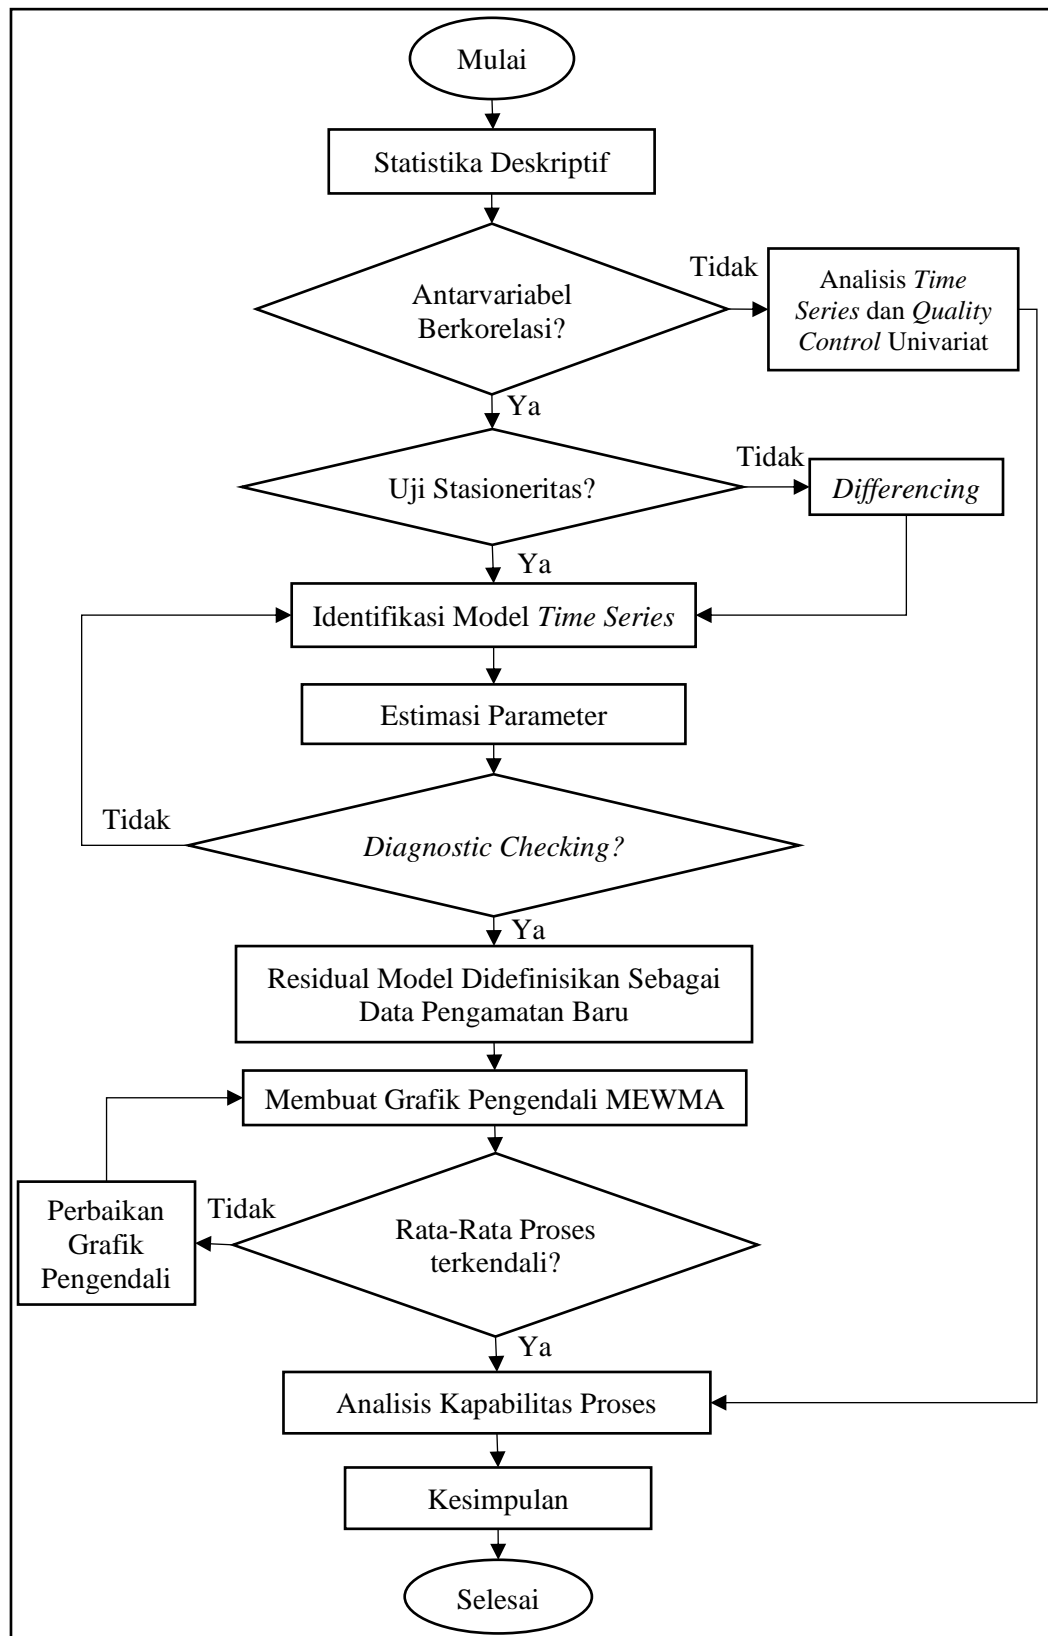 Mulai
Statistika Deskriptif
Antarvariabel
Berkorelasi?
Tidak
Analisis Time
Series dan Quality
Control Univariat
Ya
Uji Stasioneritas?
Tidak
Differencing
Ya
Identifikasi Model Time Series
Estimasi Parameter
Tidak
Diagnostic Checking?
Ya
Residual Model Didefinisikan Sebagai
Data Pengamatan Baru
Membuat Grafik Pengendali MEWMA
Perbaikan
Grafik
Pengendali
Tidak
Rata-Rata Proses
terkendali?
Ya
Analisis Kapabilitas Proses
Kesimpulan
Selesai